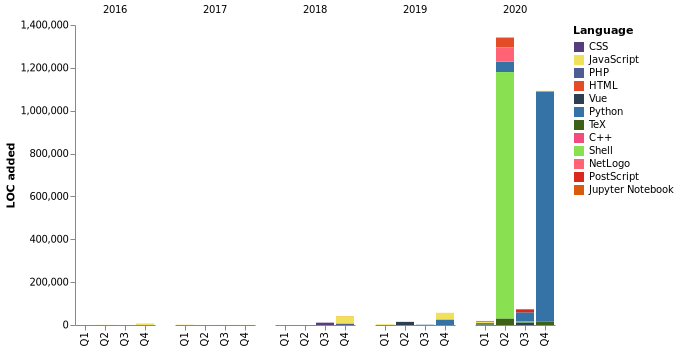 2016 2017 2018 2019 2020
1,400,000
1,200,000
1,000,000
800,000
600,000
400,000
200,000
0
LOC added
Q1 Q2 Q3 Q4 Q1 Q2 Q3 Q4 Q1 Q2 Q3 Q4 Q1 Q2 Q3 Q4 Q1 Q2 Q3 Q4
Language
CSS
JavaScript
PHP
HTML
Vue
Python
TeX
C++
Shell
NetLogo
PostScript
Jupyter Notebook